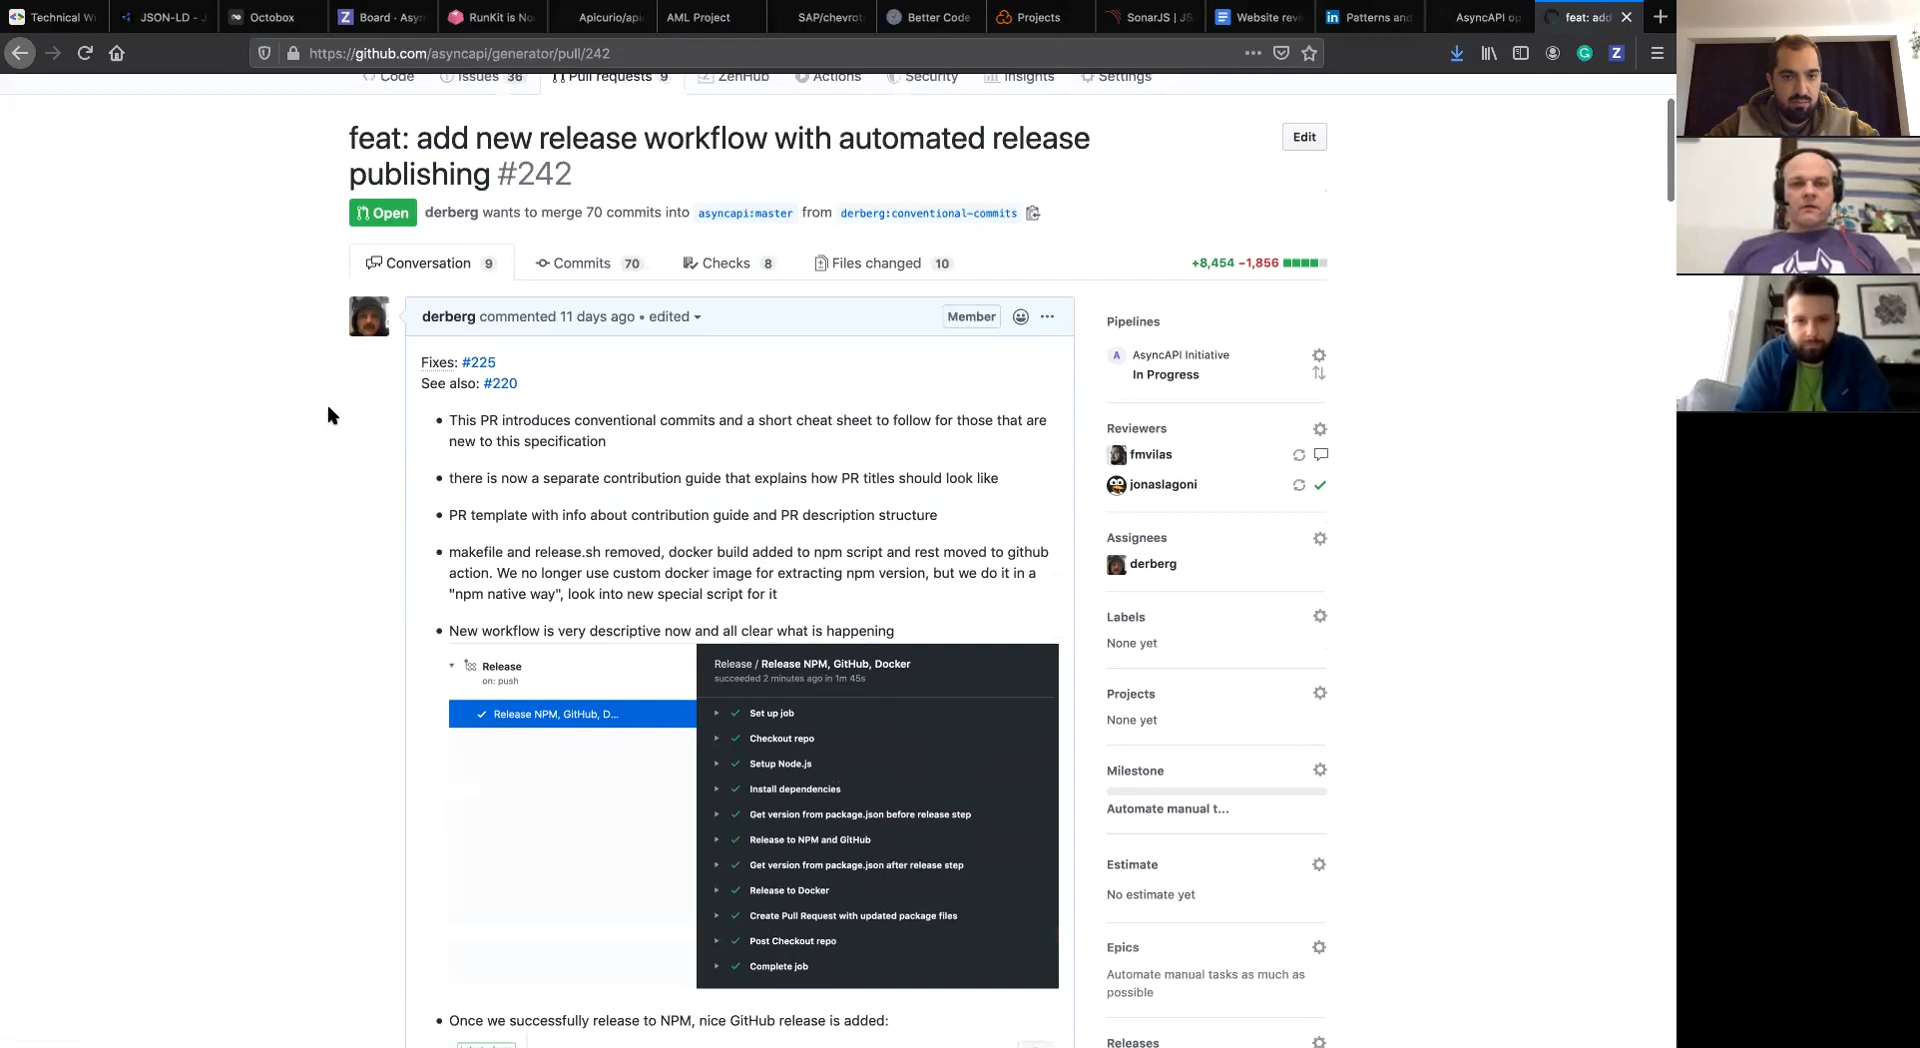 Technical W
JSON-LD - J
Octobox
Board · Asyn
RunKit is No
Apicurio/api
AML Project
SAP/chevrot
Better Code
Projects
SonarJS | JS
Website revi
Patterns and
AsyncAPI op
feat: add
https://github.com/asyncapi/generator/pull/242
Code
Issues 36
Pull requests 9
ZenHub
Actions
Security
Insights
Settings
feat: add new release workflow with automated release
publishing #242
Edit
Open
derberg wants to merge 70 commits into asyncapi:master from derberg:conventional-commits
Conversation 9
Commits 70
Checks 8
Files changed 10
+8,454 −1,856
derberg commented 11 days ago • edited
Member
Fixes: #225
See also: #220
• This PR introduces conventional commits and a short cheat sheet to follow for those that are
new to this specification
• there is now a separate contribution guide that explains how PR titles should look like
• PR template with info about contribution guide and PR description structure
• makefile and release.sh removed, docker build added to npm script and rest moved to github
action. We no longer use custom docker image for extracting npm version, but we do it in a
"npm native way", look into new special script for it
• New workflow is very descriptive now and all clear what is happening
Release
on: push
Release NPM, GitHub, D...
Release / Release NPM, GitHub, Docker
succeeded 2 minutes ago in 1m 45s
Set up job
Checkout repo
Setup Node.js
Install dependencies
Get version from package.json before release step
Release to NPM and GitHub
Get version from package.json after release step
Release to Docker
Create Pull Request with updated package files
Post Checkout repo
Complete job
• Once we successfully release to NPM, nice GitHub release is added:
Pipelines
A AsyncAPI Initiative
In Progress
Reviewers
fmvilas
jonaslagoni
Assignees
derberg
Labels
None yet
Projects
None yet
Milestone
Automate manual t...
Estimate
No estimate yet
Epics
Automate manual tasks as much as
possible
Releases